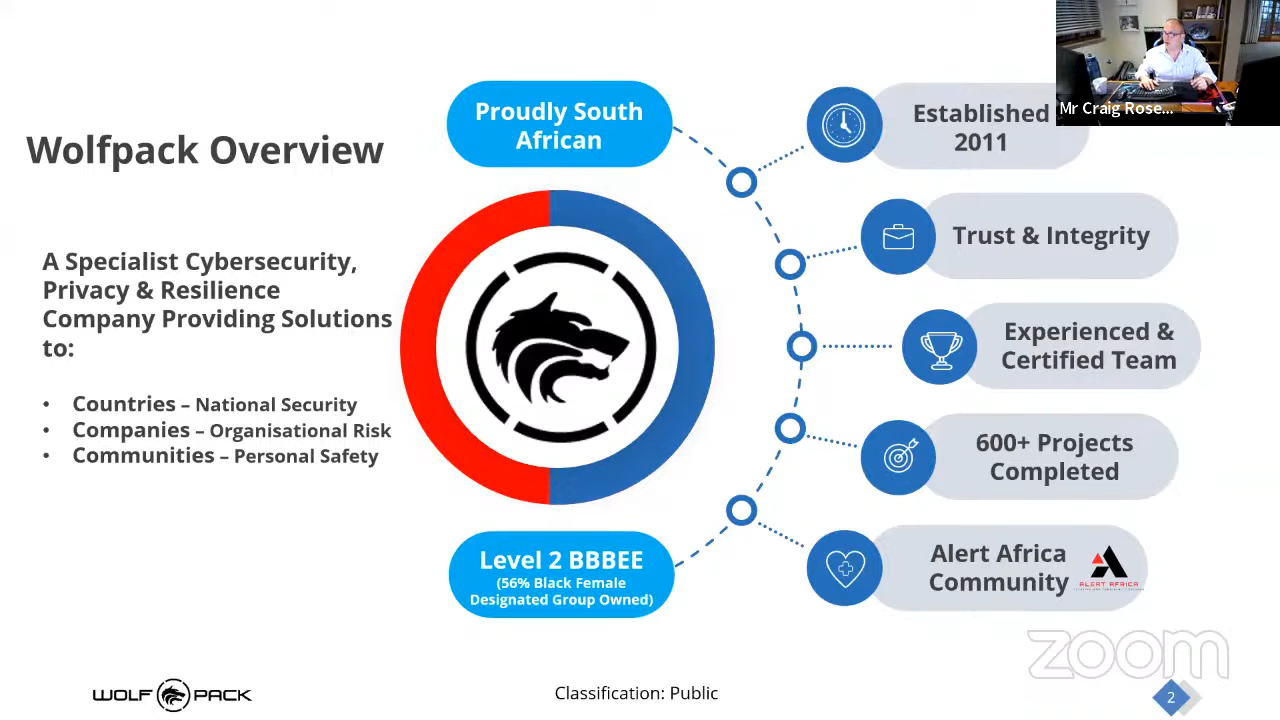 Wolfpack Overview
A Specialist Cybersecurity,
Privacy & Resilience
Company Providing Solutions
to:
• Countries – National Security
• Companies – Organisational Risk
• Communities – Personal Safety
Proudly South
African
Level 2 BBBEE
(56% Black Female
Designated Group Owned)
Established
2011
Trust & Integrity
Experienced &
Certified Team
600+ Projects
Completed
Alert Africa
Community
ALERT AFRICA
Mr Craig Rose...
zoom
WOLF PACK
Classification: Public
2